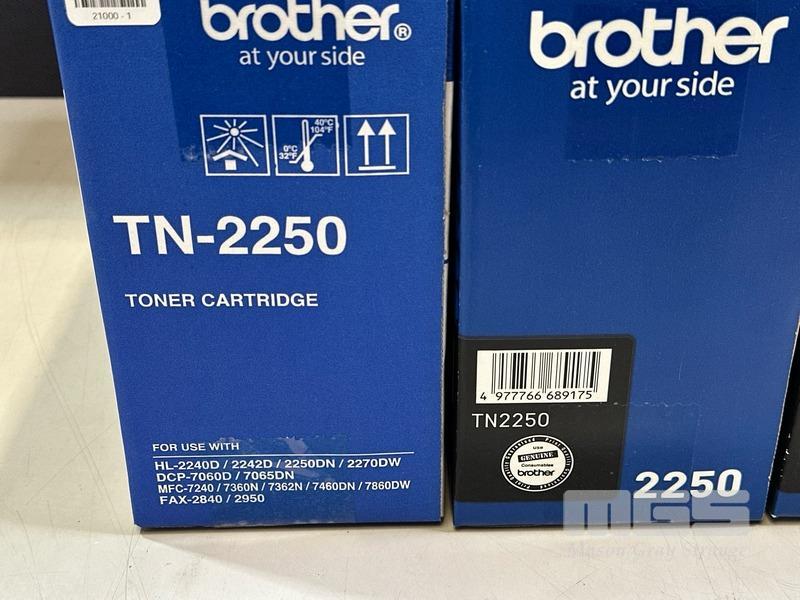 21000 - 1
brother®
at your side
40°C
104°F
0°C
32°F
TN-2250
TONER CARTRIDGE
FOR USE WITH
HL-2240D / 2242D / 2250DN / 2270DW
DCP-7060D / 7065DN
MFC-7240 / 7360N / 7362N / 7460DN / 7860DW
FAX-2840 / 2950
brother
at your side
4 977766 689175
TN2250
use
GENUINE
Consumables
brother
2250
MGS
Mason Gray Strange